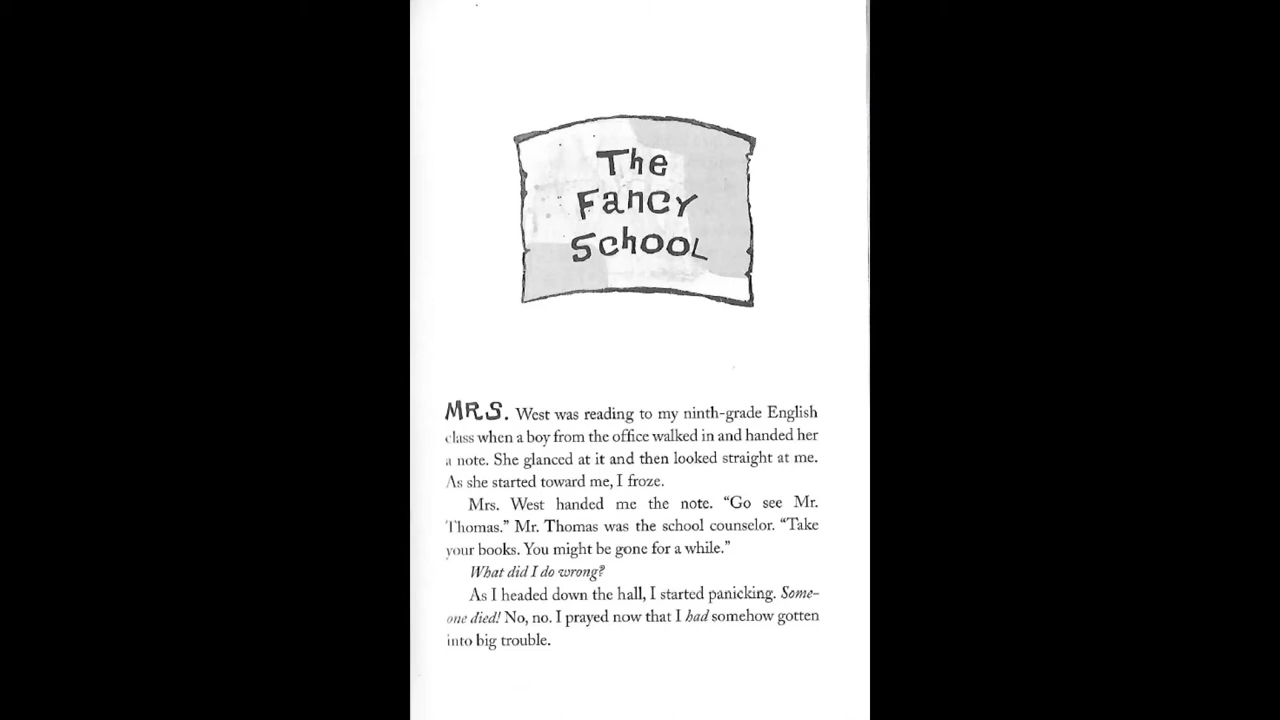 The
Fancy
School
MRS. West was reading to my ninth-grade English
class when a boy from the office walked in and handed her
a note. She glanced at it and then looked straight at me.
As she started toward me, I froze.
Mrs. West handed me the note. “Go see Mr.
Thomas.” Mr. Thomas was the school counselor. “Take
your books. You might be gone for a while.”
What did I do wrong?
As I headed down the hall, I started panicking. Some-
one died! No, no. I prayed now that I had somehow gotten
into big trouble.